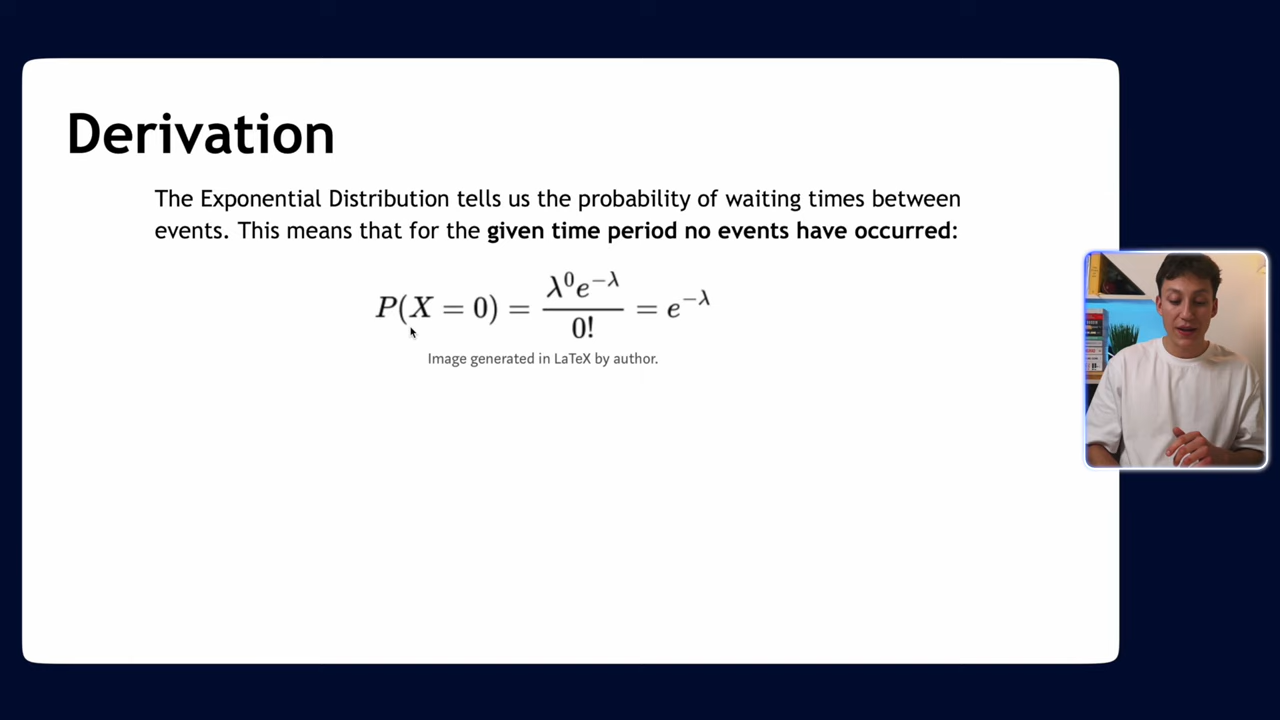 Derivation
The Exponential Distribution tells us the probability of waiting times between
events. This means that for the given time period no events have occurred:
P(X = 0) = \frac{λ^0 e^{-λ}}{0!} = e^{-λ}
Image generated in LaTeX by author.